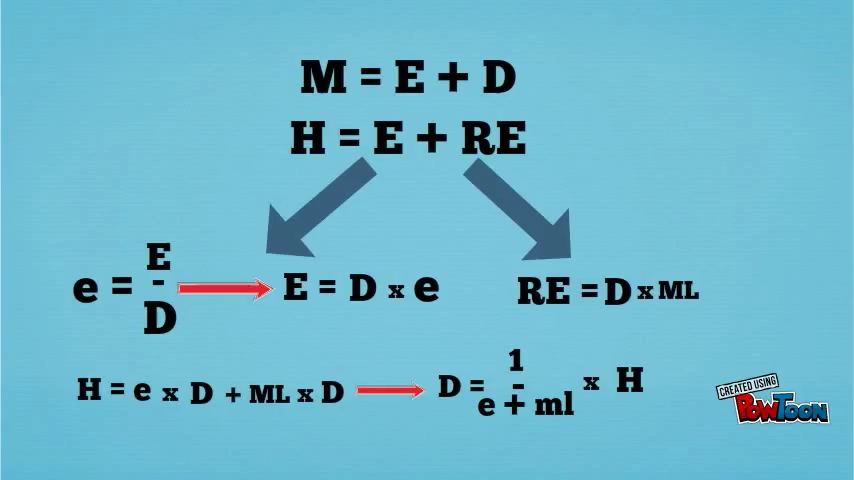 M = E + D
H = E + RE
e = E - D
E = D x e
RE = D x ML
H = e x D + ML x D
D = 1 - e + ml x H
CREATED USING
POWTOON